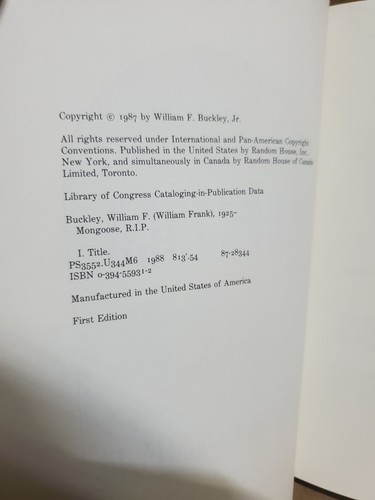 Copyright © 1987 by William F. Buckley, Jr.
All rights reserved under International and Pan-American Copyright
Conventions. Published in the United States by Random House, Inc.,
New York, and simultaneously in Canada by Random House of Canada
Limited, Toronto.
Library of Congress Cataloging-in-Publication Data
Buckley, William F. (William Frank), 1925–
Mongoose, R.I.P.
I. Title.
PS3552.U344M6 1988 813'.54 87-28344
ISBN 0-394-55931-2
Manufactured in the United States of America
First Edition